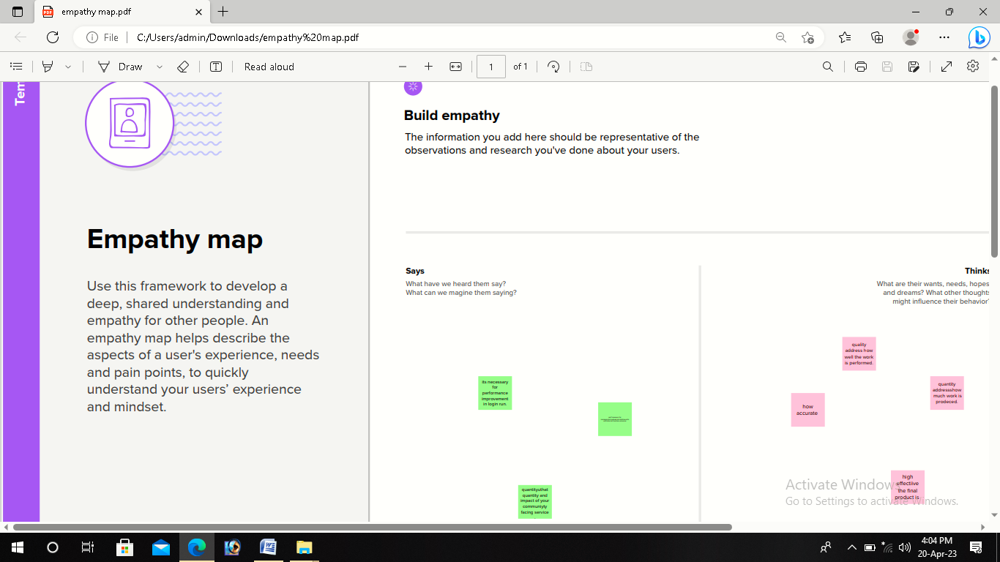 empathy map.pdf
File
C:/Users/admin/Downloads/empathy%20map.pdf
Draw
Read aloud
1
of 1
Tem
Build empathy
The information you add here should be representative of the
observations and research you've done about your users.
Empathy map
Use this framework to develop a
deep, shared understanding and
empathy for other people. An
empathy map helps describe the
aspects of a user's experience, needs
and pain points, to quickly
understand your users’ experience
and mindset.
Says
What have we heard them say?
What can we magine them saying?
Thinks
What are their wants, needs, hopes
and dreams? What other thoughts
might influence their behavior?
its necessary
for
performance
improvement
in login run.
quantityuthat
quantity and
impact of your
communiyty
facing service
quality
address how
well the work
is performed.
quantity
addressshow
much work is
prodeced.
how
accurate
high
effectiive
the final
product is
Activate Windows
Go to Settings to activate Windows.
4:04 PM
20-Apr-23